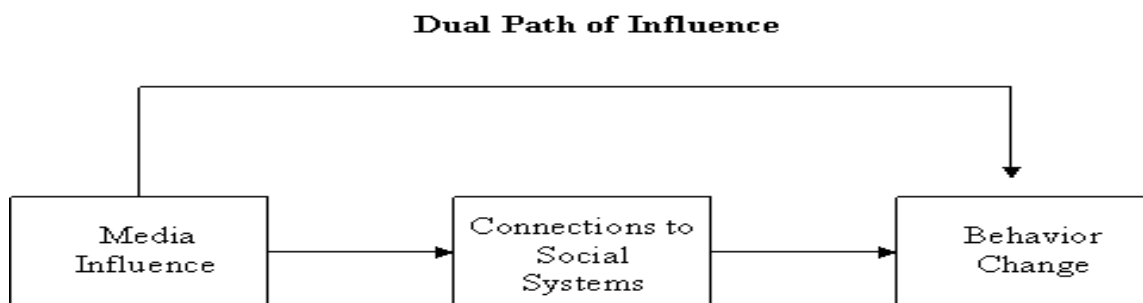 Dual Path of Influence
Media
Influence
Connections to
Social
Systems
Behavior
Change